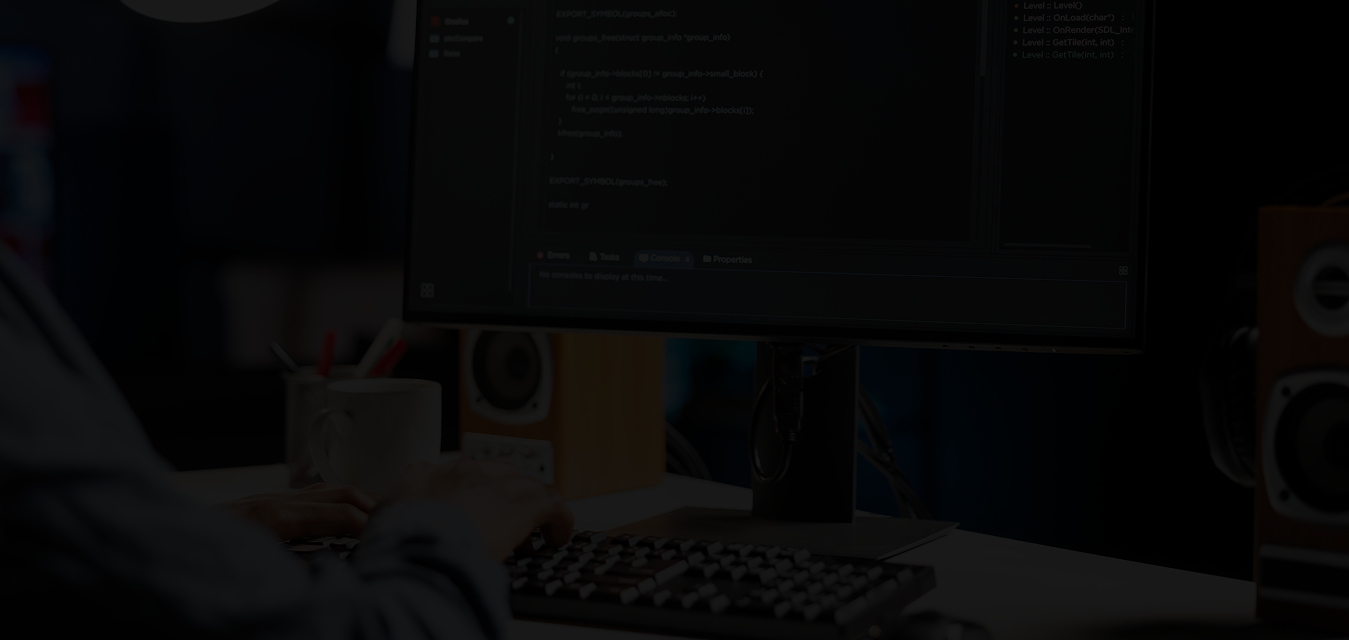 EXPORT_SYMBOL(groups_alloc);
void groups_free(struct group_info *group_info)
{
if (group_info->blocks[0] != group_info->small_block) {
int i;
for (i = 0; i < group_info->nblocks; i++)
free_page((unsigned long)group_info->blocks[i]);
}
kfree(group_info);
}
EXPORT_SYMBOL(groups_free);
static int gr
Level :: Level()
Level :: OnLoad(char*) :
Level :: OnRender(SDL_Inte
Level :: GetTile(int, int) :
Level :: GetTile(int, int) :
Errors
Tasks
Console
Properties
No consoles to display at this time...